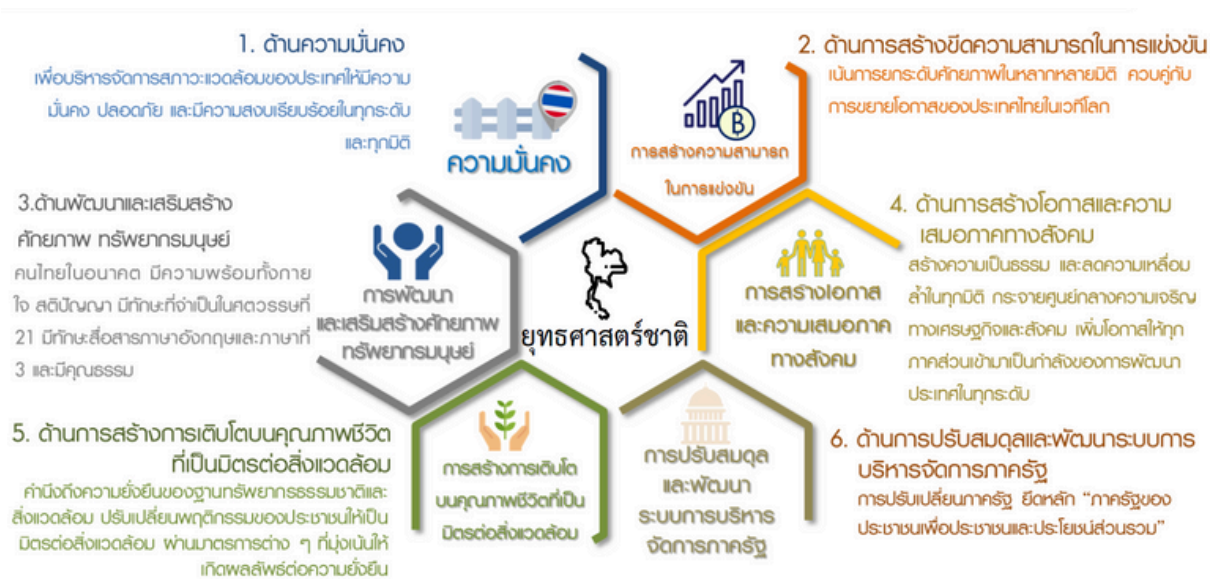 1. ด้านความมั่นคง
เพื่อบริหารจัดการสภาวะแวดล้อมของประเทศให้มีความ
มั่นคง ปลอดภัย และมีความสงบเรียบร้อยในทุกระดับ
และทุกมิติ
ความมั่นคง
การสร้างความสามารถ
ในการแข่งขัน
2. ด้านการสร้างขีดความสามารถในการแข่งขัน
เน้นการยกระดับศักยภาพในหลากหลายมิติ ควบคู่กับ
การขยายโอกาสของประเทศไทยในเวทีโลก
3.ด้านพัฒนาและเสริมสร้าง
ศักยภาพ ทรัพยากรมนุษย์
คนไทยในอนาคต มีความพร้อมทั้งกาย
ใจ สติปัญญา มีทักษะที่จำเป็นในศตวรรษที่
21 มีทักษะสื่อสารภาษาอังกฤษและภาษาที่
3 และมีคุณธรรม
การพัฒนา
และเสริมสร้างศักยภาพ
ทรัพยากรมนุษย์
ยุทธศาสตร์ชาติ
การสร้างโอกาส
และความเสมอภาค
ทางสังคม
4. ด้านการสร้างโอกาสและความ
เสมอภาคทางสังคม
สร้างความเป็นธรรม และลดความเหลื่อม
ล้ำในทุกมิติ กระจายศูนย์กลางความเจริญ
ทางเศรษฐกิจและสังคม เพิ่มโอกาสให้ทุก
ภาคส่วนเข้ามาเป็นกำลังของการพัฒนา
ประเทศในทุกระดับ
5. ด้านการสร้างการเติบโตบนคุณภาพชีวิต
ที่เป็นมิตรต่อสิ่งแวดล้อม
คำนึงถึงความยั่งยืนของฐานทรัพยากรธรรมชาติและ
สิ่งแวดล้อม ปรับเปลี่ยนพฤติกรรมของประชาชนให้เป็น
มิตรต่อสิ่งแวดล้อม ผ่านมาตรการต่าง ๆ ที่มุ่งเน้นให้
เกิดผลลัพธ์ต่อความยั่งยืน
การสร้างการเติบโต
บนคุณภาพชีวิตที่เป็น
มิตรต่อสิ่งแวดล้อม
การปรับสมดุล
และพัฒนา
ระบบการบริหาร
จัดการภาครัฐ
6. ด้านการปรับสมดุลและพัฒนาระบบการ
บริหารจัดการภาครัฐ
การปรับเปลี่ยนภาครัฐ ยึดหลัก “ภาครัฐของ
ประชาชนเพื่อประชาชนและประโยชน์ส่วนรวม”